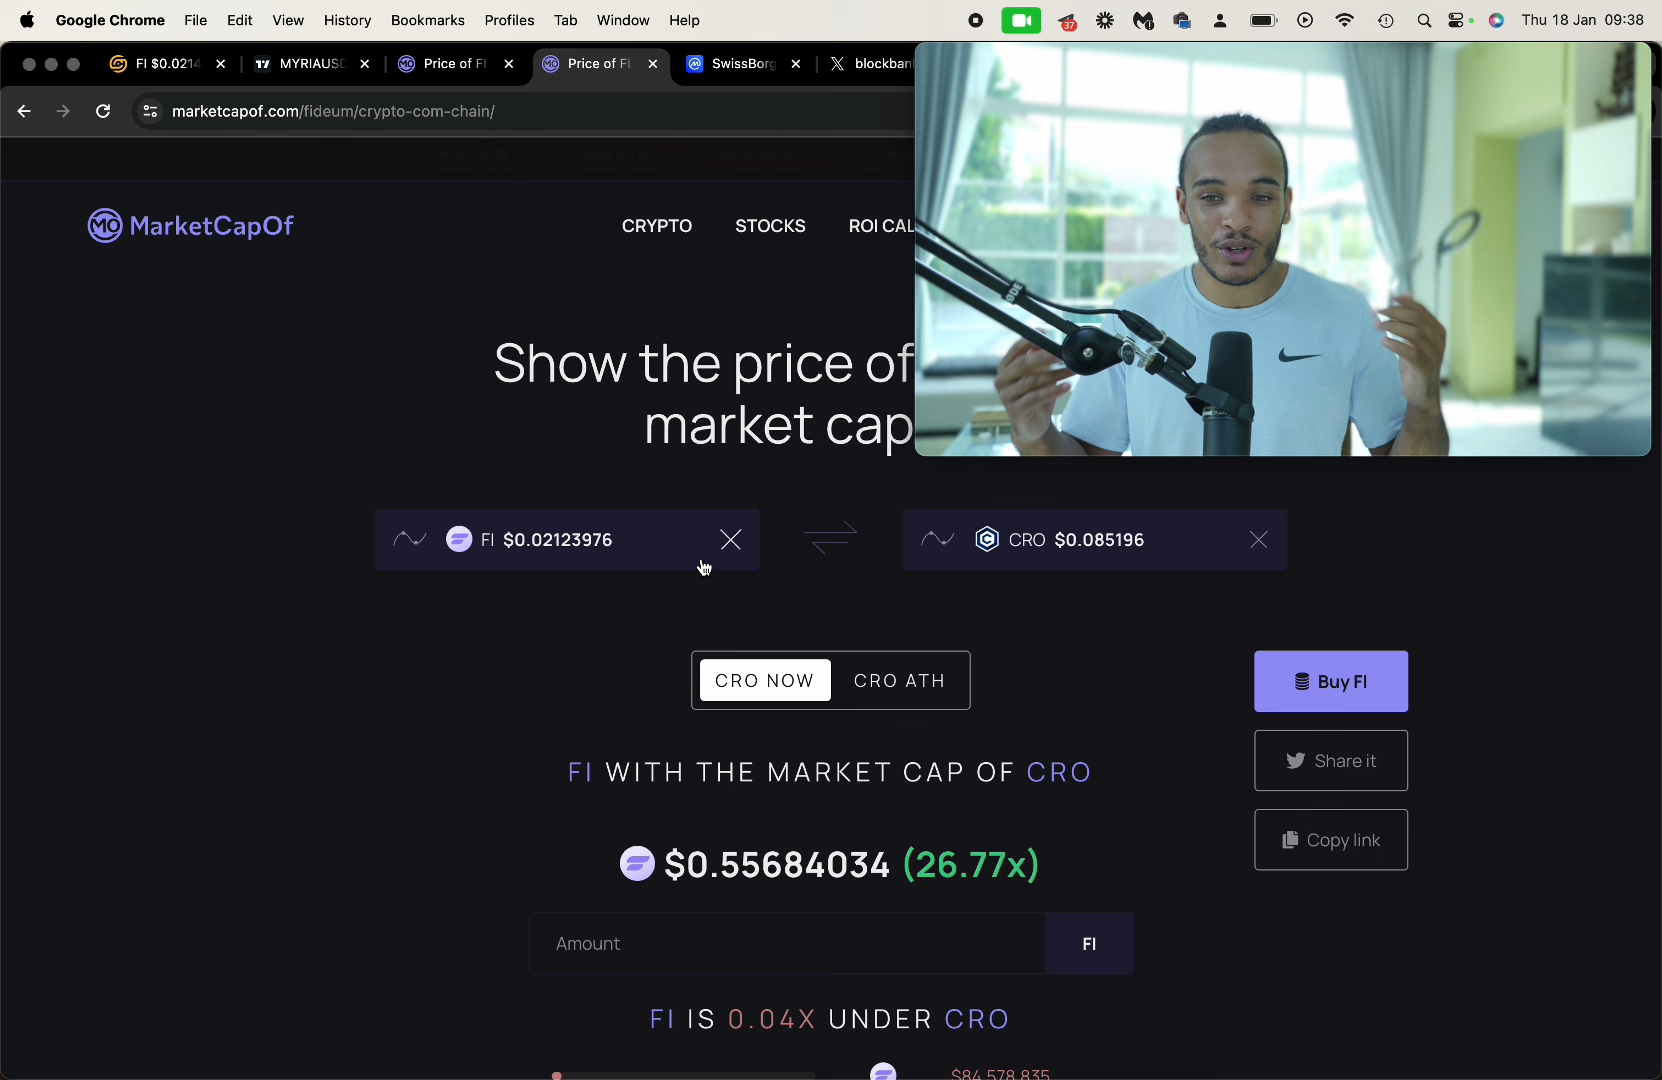 Google Chrome File Edit View History Bookmarks Profiles Tab Window Help 37 Thu 18 Jan 09:38
FI $0.0214 MYRIAUSD Price of FI Price of FI SwissBorg blockban
marketcapof.com/fideum/crypto-com-chain/
MO MarketCapOf CRYPTO STOCKS ROI CAL
RODE
Show the price of
market cap
FI $0.02123976 CRO $0.085196
CRO NOW CRO ATH
Buy FI
Share it
FI WITH THE MARKET CAP OF CRO
Copy link
$0.55684034 (26.77x)
Amount FI
FI IS 0.04X UNDER CRO
$84,578,835